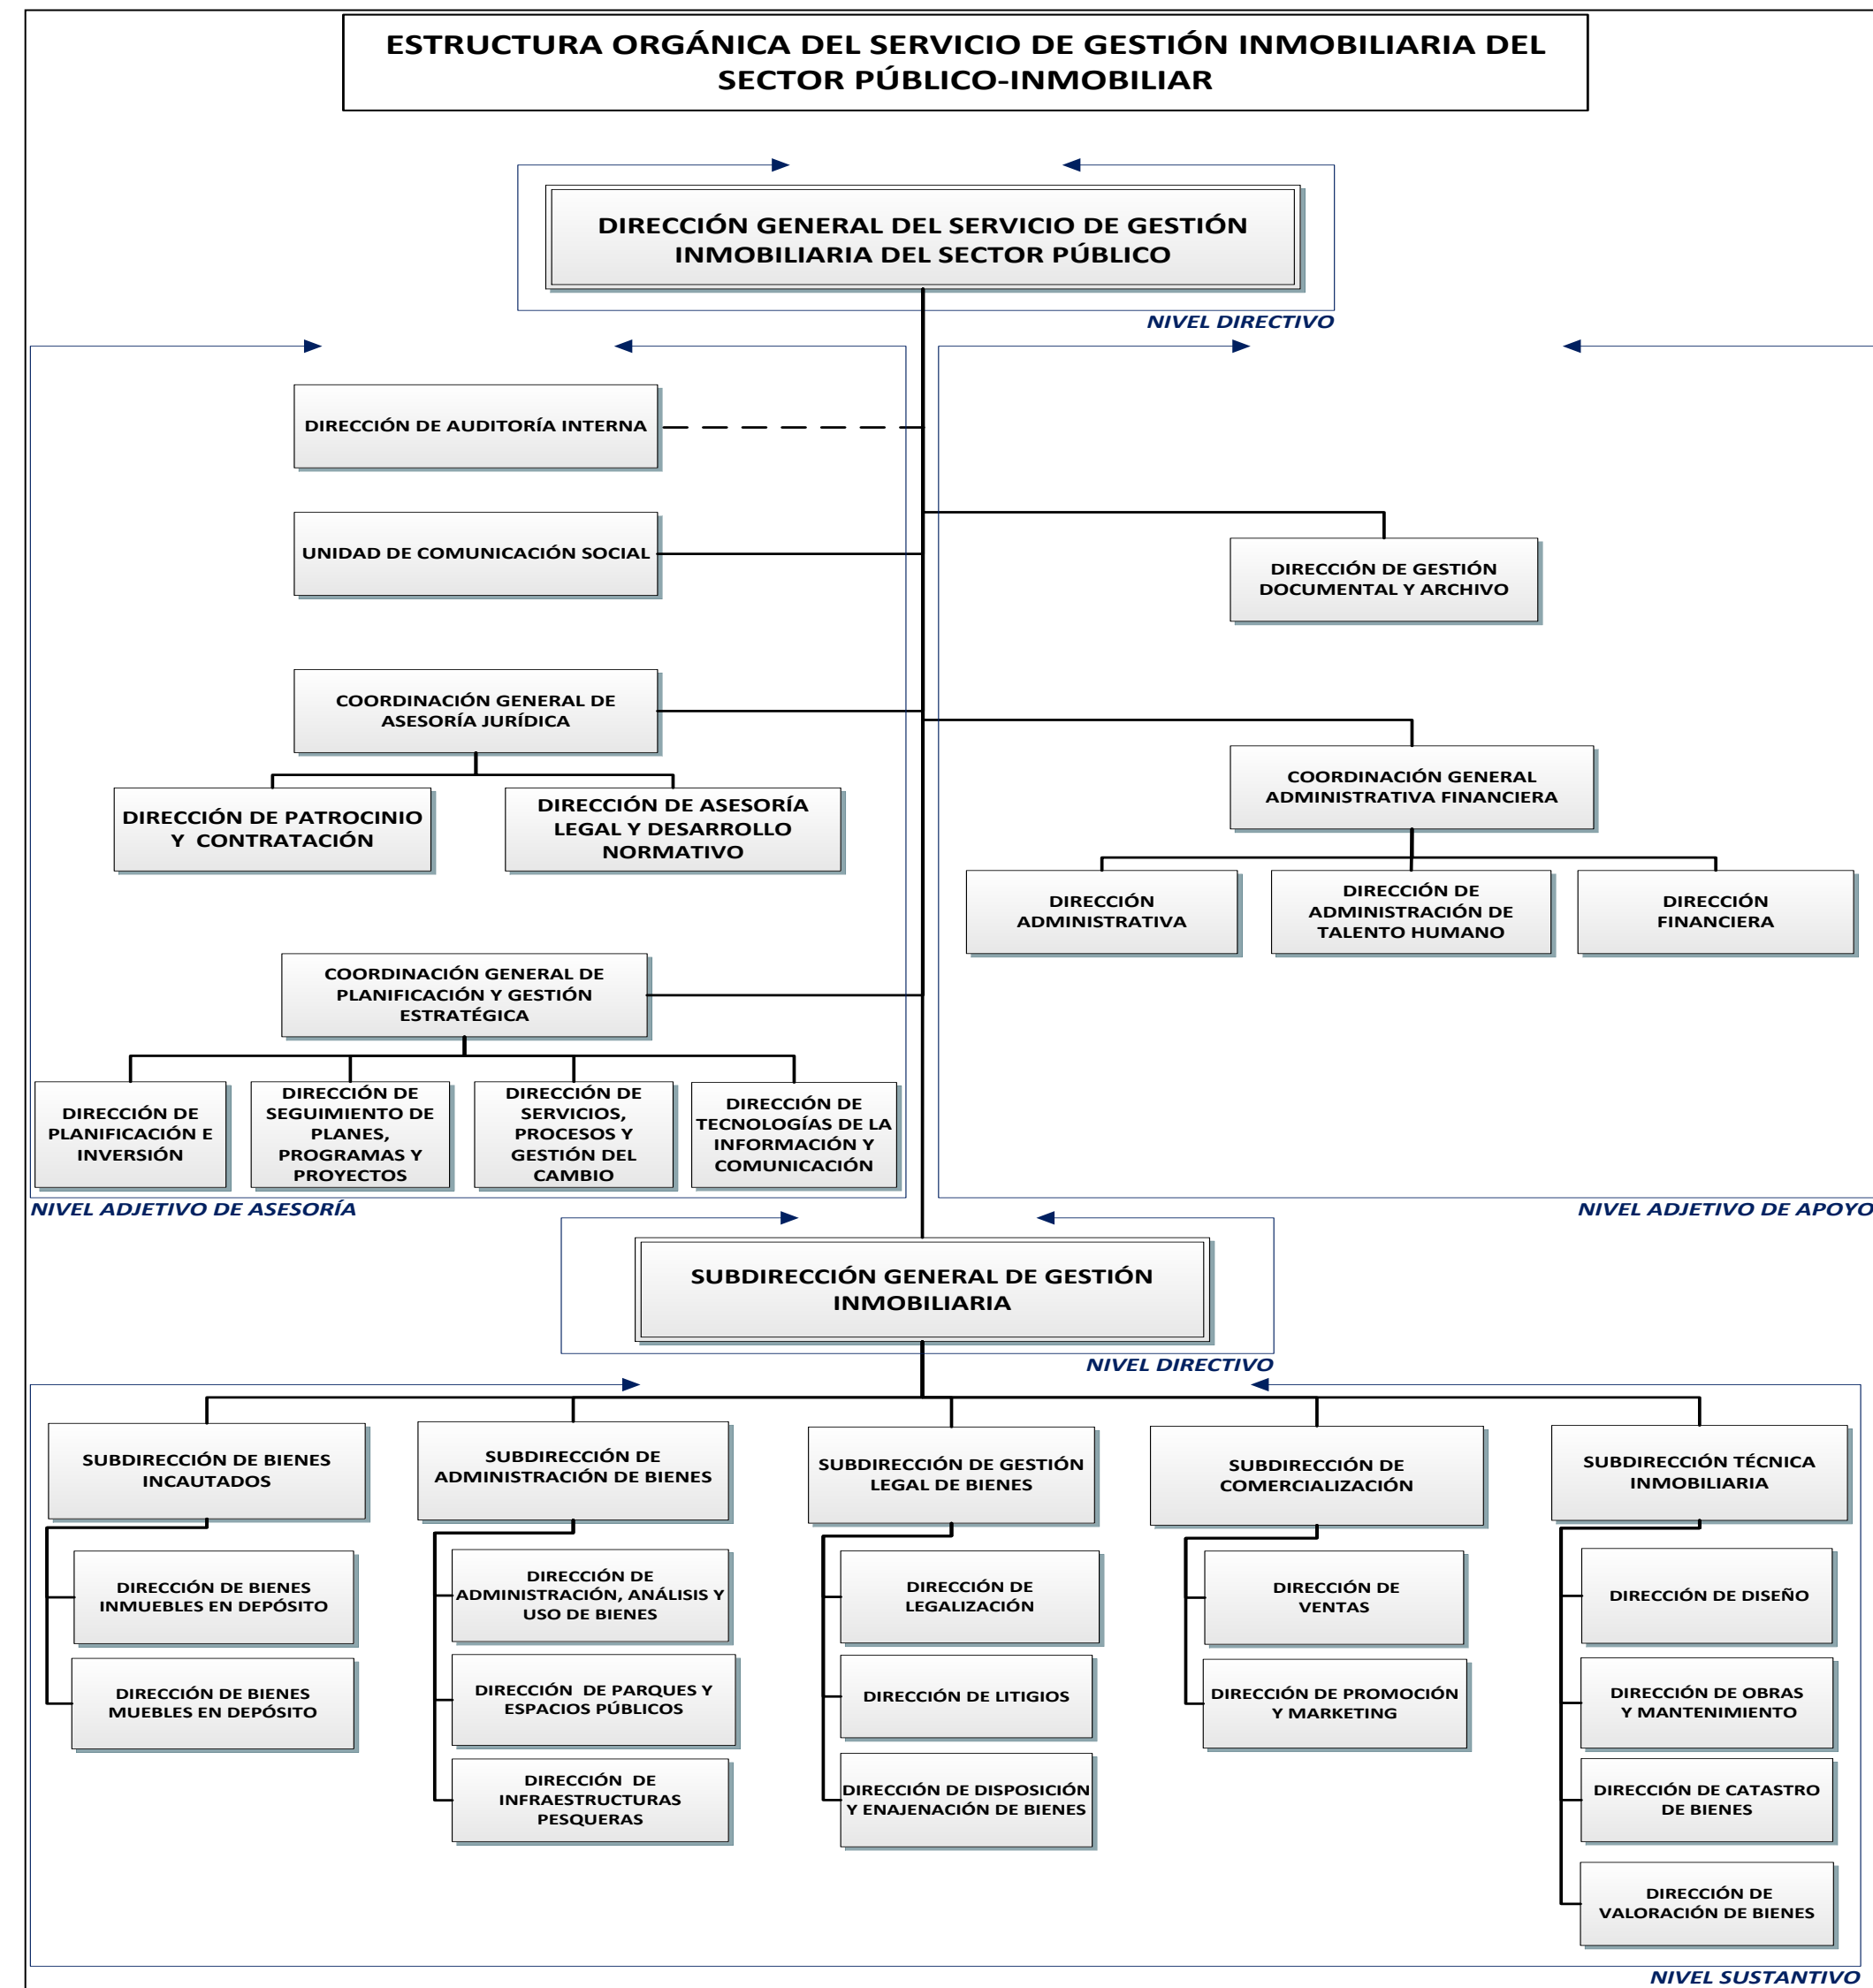 ESTRUCTURA ORGÁNICA DEL SERVICIO DE GESTIÓN INMOBILIARIA DEL
SECTOR PÚBLICO-INMOBILIAR
DIRECCIÓN GENERAL DEL SERVICIO DE GESTIÓN
INMOBILIARIA DEL SECTOR PÚBLICO
NIVEL DIRECTIVO
DIRECCIÓN DE AUDITORÍA INTERNA
UNIDAD DE COMUNICACIÓN SOCIAL
DIRECCIÓN DE GESTIÓN
DOCUMENTAL Y ARCHIVO
COORDINACIÓN GENERAL DE
ASESORÍA JURÍDICA
DIRECCIÓN DE PATROCINIO
Y CONTRATACIÓN
DIRECCIÓN DE ASESORÍA
LEGAL Y DESARROLLO
NORMATIVO
COORDINACIÓN GENERAL
ADMINISTRATIVA FINANCIERA
DIRECCIÓN
ADMINISTRATIVA
DIRECCIÓN DE
ADMINISTRACIÓN DE
TALENTO HUMANO
DIRECCIÓN
FINANCIERA
COORDINACIÓN GENERAL DE
PLANIFICACIÓN Y GESTIÓN
ESTRATÉGICA
DIRECCIÓN DE
PLANIFICACIÓN E
INVERSIÓN
DIRECCIÓN DE
SEGUIMIENTO DE
PLANES,
PROGRAMAS Y
PROYECTOS
DIRECCIÓN DE
SERVICIOS,
PROCESOS Y
GESTIÓN DEL
CAMBIO
DIRECCIÓN DE
TECNOLOGÍAS DE LA
INFORMACIÓN Y
COMUNICACIÓN
NIVEL ADJETIVO DE ASESORÍA
NIVEL ADJETIVO DE APOYO
SUBDIRECCIÓN GENERAL DE GESTIÓN
INMOBILIARIA
NIVEL DIRECTIVO
SUBDIRECCIÓN DE BIENES
INCAUTADOS
DIRECCIÓN DE BIENES
INMUEBLES EN DEPÓSITO
DIRECCIÓN DE BIENES
MUEBLES EN DEPÓSITO
SUBDIRECCIÓN DE
ADMINISTRACIÓN DE BIENES
DIRECCIÓN DE
ADMINISTRACIÓN, ANÁLISIS Y
USO DE BIENES
DIRECCIÓN DE PARQUES Y
ESPACIOS PÚBLICOS
DIRECCIÓN DE
INFRAESTRUCTURAS
PESQUERAS
SUBDIRECCIÓN DE GESTIÓN
LEGAL DE BIENES
DIRECCIÓN DE
LEGALIZACIÓN
DIRECCIÓN DE LITIGIOS
DIRECCIÓN DE DISPOSICIÓN
Y ENAJENACIÓN DE BIENES
SUBDIRECCIÓN DE
COMERCIALIZACIÓN
DIRECCIÓN DE
VENTAS
DIRECCIÓN DE PROMOCIÓN
Y MARKETING
SUBDIRECCIÓN TÉCNICA
INMOBILIARIA
DIRECCIÓN DE DISEÑO
DIRECCIÓN DE OBRAS
Y MANTENIMIENTO
DIRECCIÓN DE CATASTRO
DE BIENES
DIRECCIÓN DE
VALORACIÓN DE BIENES
NIVEL SUSTANTIVO